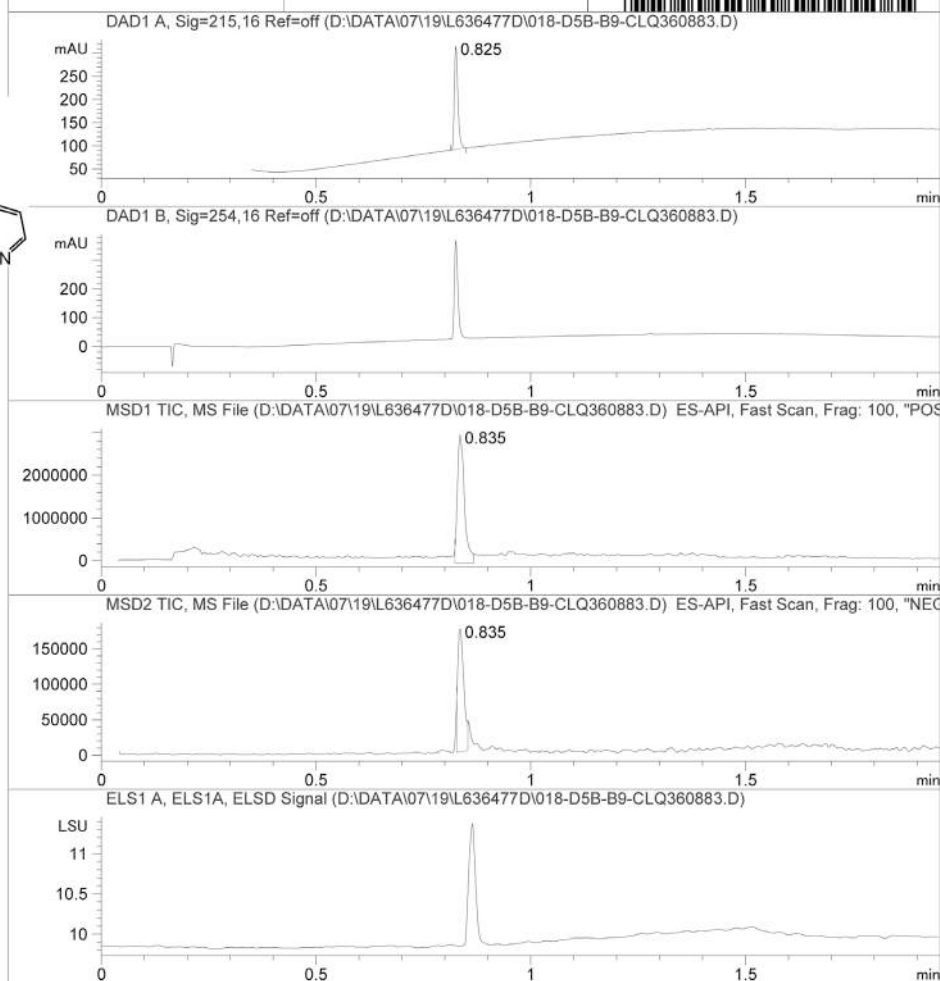 DAD1 A, Sig=215,16 Ref=off (D:\DATA\07\19\L636477D\018-D5B-B9-CLQ360883.D)
mAU
0.825
250
200
150
100
50
0 0.5 1 1.5 min
N
DAD1 B, Sig=254,16 Ref=off (D:\DATA\07\19\L636477D\018-D5B-B9-CLQ360883.D)
mAU
200
100
0
0 0.5 1 1.5 min
MSD1 TIC, MS File (D:\DATA\07\19\L636477D\018-D5B-B9-CLQ360883.D) ES-API, Fast Scan, Frag: 100, "POS
0.835
2000000
1000000
0
0 0.5 1 1.5 min
MSD2 TIC, MS File (D:\DATA\07\19\L636477D\018-D5B-B9-CLQ360883.D) ES-API, Fast Scan, Frag: 100, "NEG
0.835
150000
100000
50000
0
0 0.5 1 1.5 min
ELS1 A, ELS1A, ELSD Signal (D:\DATA\07\19\L636477D\018-D5B-B9-CLQ360883.D)
LSU
11
10.5
10
0 0.5 1 1.5 min